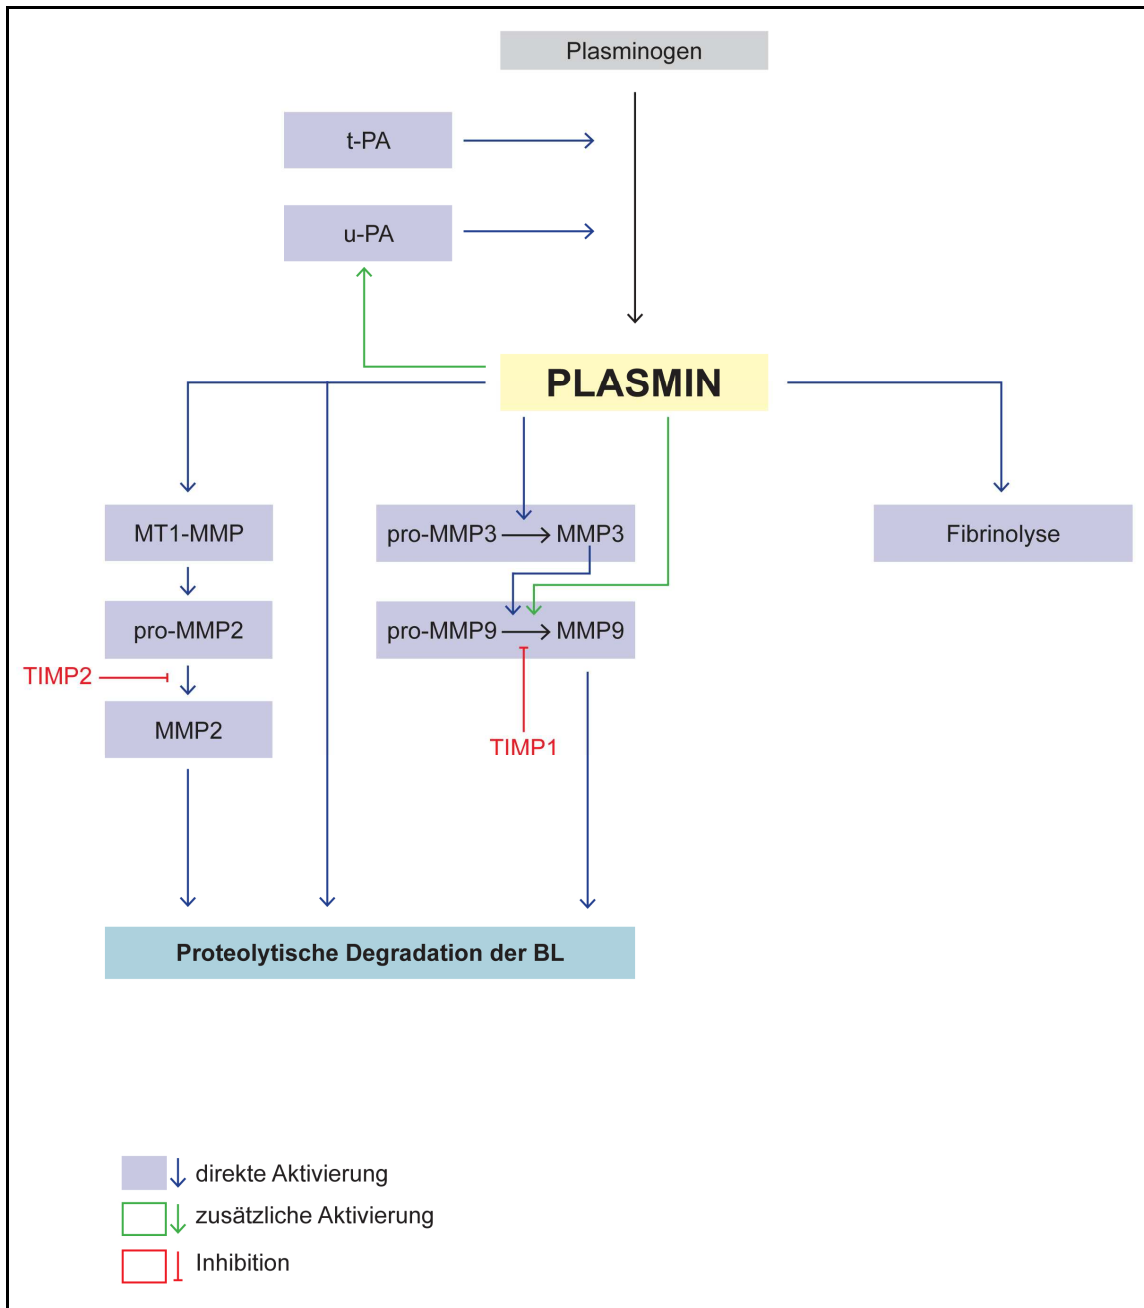 Plasminogen
t-PA
u-PA
PLASMIN
MT1-MMP
pro-MMP3 MMP3
Fibrinolyse
pro-MMP2
pro-MMP9 MMP9
TIMP2
MMP2
TIMP1
Proteolytische Degradation der BL
direkte Aktivierung
zusätzliche Aktivierung
Inhibition